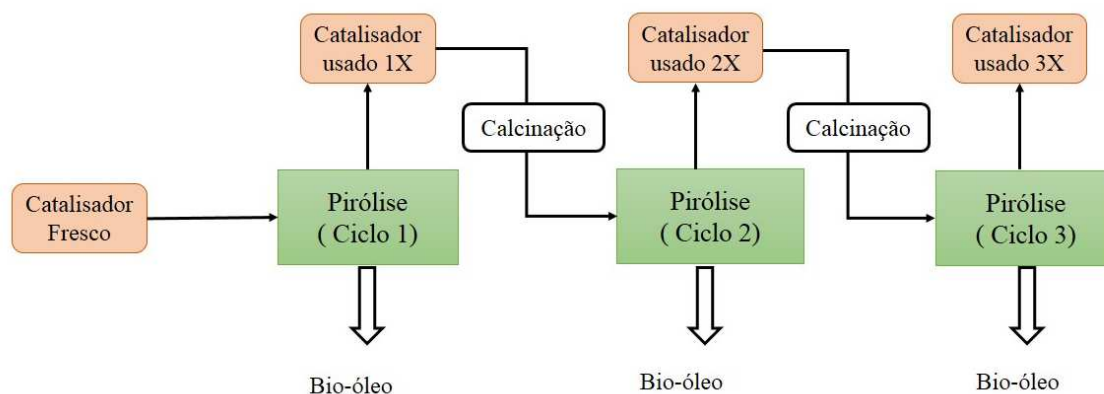 Catalisador
usado 1X
Catalisador
usado 2X
Catalisador
usado 3X
Calcinação
Calcinação
Catalisador
Fresco
Pirólise
( Ciclo 1)
Pirólise
( Ciclo 2)
Pirólise
( Ciclo 3)
Bio-óleo
Bio-óleo
Bio-óleo